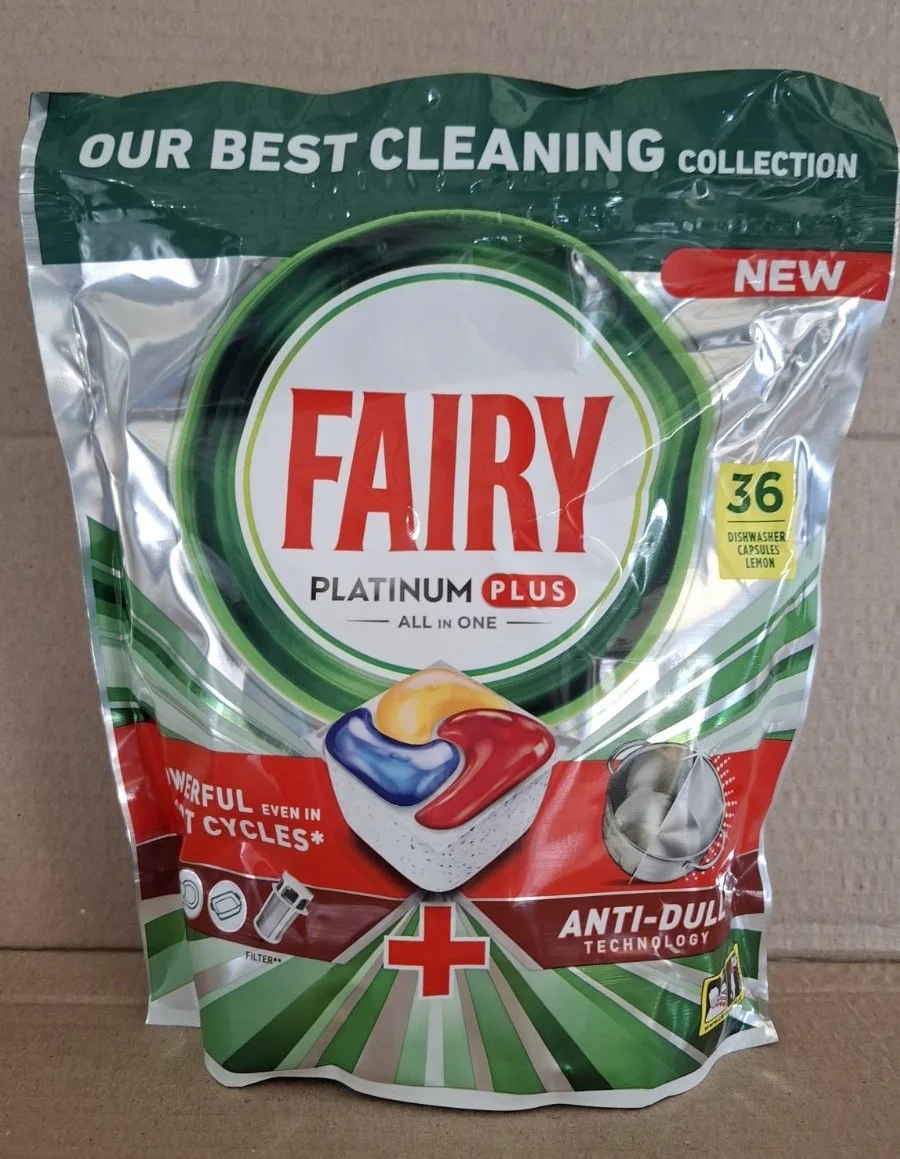 OUR BEST CLEANING COLLECTION
NEW
FAIRY
36
DISHWASHER
CAPSULES
LEMON
PLATINUM PLUS
ALL IN ONE
EVEN IN
CYCLES*
ANTI-DULL
TECHNOLOGY
FILTER**